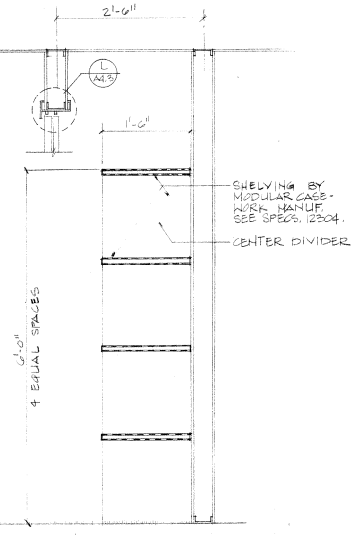 2'-6"
L
A4.3
1'-6"
SHELVING BY
MODULAR CASE-
WORK MANUF.
SEE SPECS. 12304.
CENTER DIVIDER
6'-0"
4 EQUAL SPACES